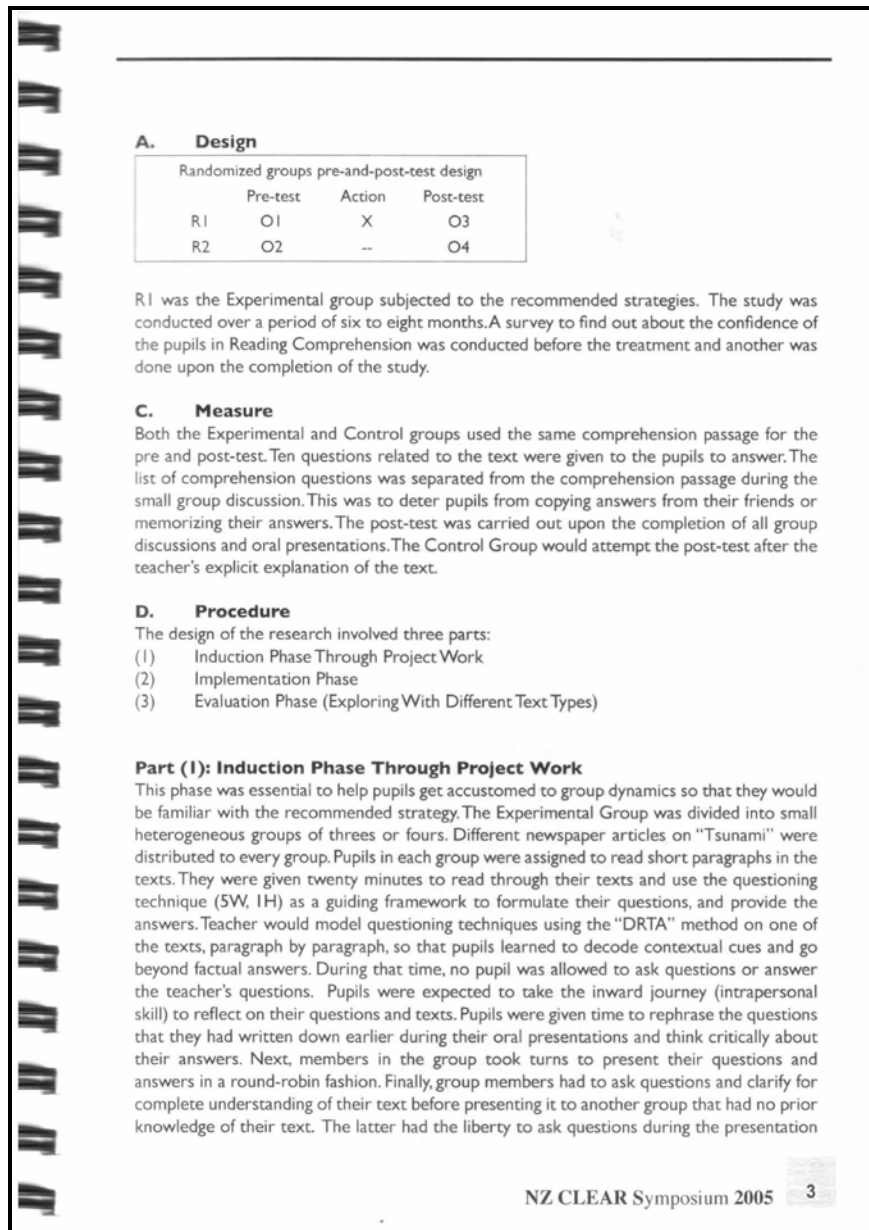 A. Design
Randomized groups pre-and-post-test design
Pre-test Action Post-test
R1 O1 X O3
R2 O2 -- O4
R1 was the Experimental group subjected to the recommended strategies. The study was
conducted over a period of six to eight months. A survey to find out about the confidence of
the pupils in Reading Comprehension was conducted before the treatment and another was
done upon the completion of the study.
C. Measure
Both the Experimental and Control groups used the same comprehension passage for the
pre and post-test. Ten questions related to the text were given to the pupils to answer. The
list of comprehension questions was separated from the comprehension passage during the
small group discussion. This was to deter pupils from copying answers from their friends or
memorizing their answers. The post-test was carried out upon the completion of all group
discussions and oral presentations. The Control Group would attempt the post-test after the
teacher's explicit explanation of the text.
D. Procedure
The design of the research involved three parts:
(1) Induction Phase Through Project Work
(2) Implementation Phase
(3) Evaluation Phase (Exploring With Different Text Types)
Part (1): Induction Phase Through Project Work
This phase was essential to help pupils get accustomed to group dynamics so that they would
be familiar with the recommended strategy. The Experimental Group was divided into small
heterogeneous groups of threes or fours. Different newspaper articles on "Tsunami" were
distributed to every group. Pupils in each group were assigned to read short paragraphs in the
texts. They were given twenty minutes to read through their texts and use the questioning
technique (5W, 1H) as a guiding framework to formulate their questions, and provide the
answers. Teacher would model questioning techniques using the "DRTA" method on one of
the texts, paragraph by paragraph, so that pupils learned to decode contextual cues and go
beyond factual answers. During that time, no pupil was allowed to ask questions or answer
the teacher's questions. Pupils were expected to take the inward journey (intrapersonal
skill) to reflect on their questions and texts. Pupils were given time to rephrase the questions
that they had written down earlier during their oral presentations and think critically about
their answers. Next, members in the group took turns to present their questions and
answers in a round-robin fashion. Finally, group members had to ask questions and clarify for
complete understanding of their text before presenting it to another group that had no prior
knowledge of their text. The latter had the liberty to ask questions during the presentation
NZ CLEAR Symposium 2005 3